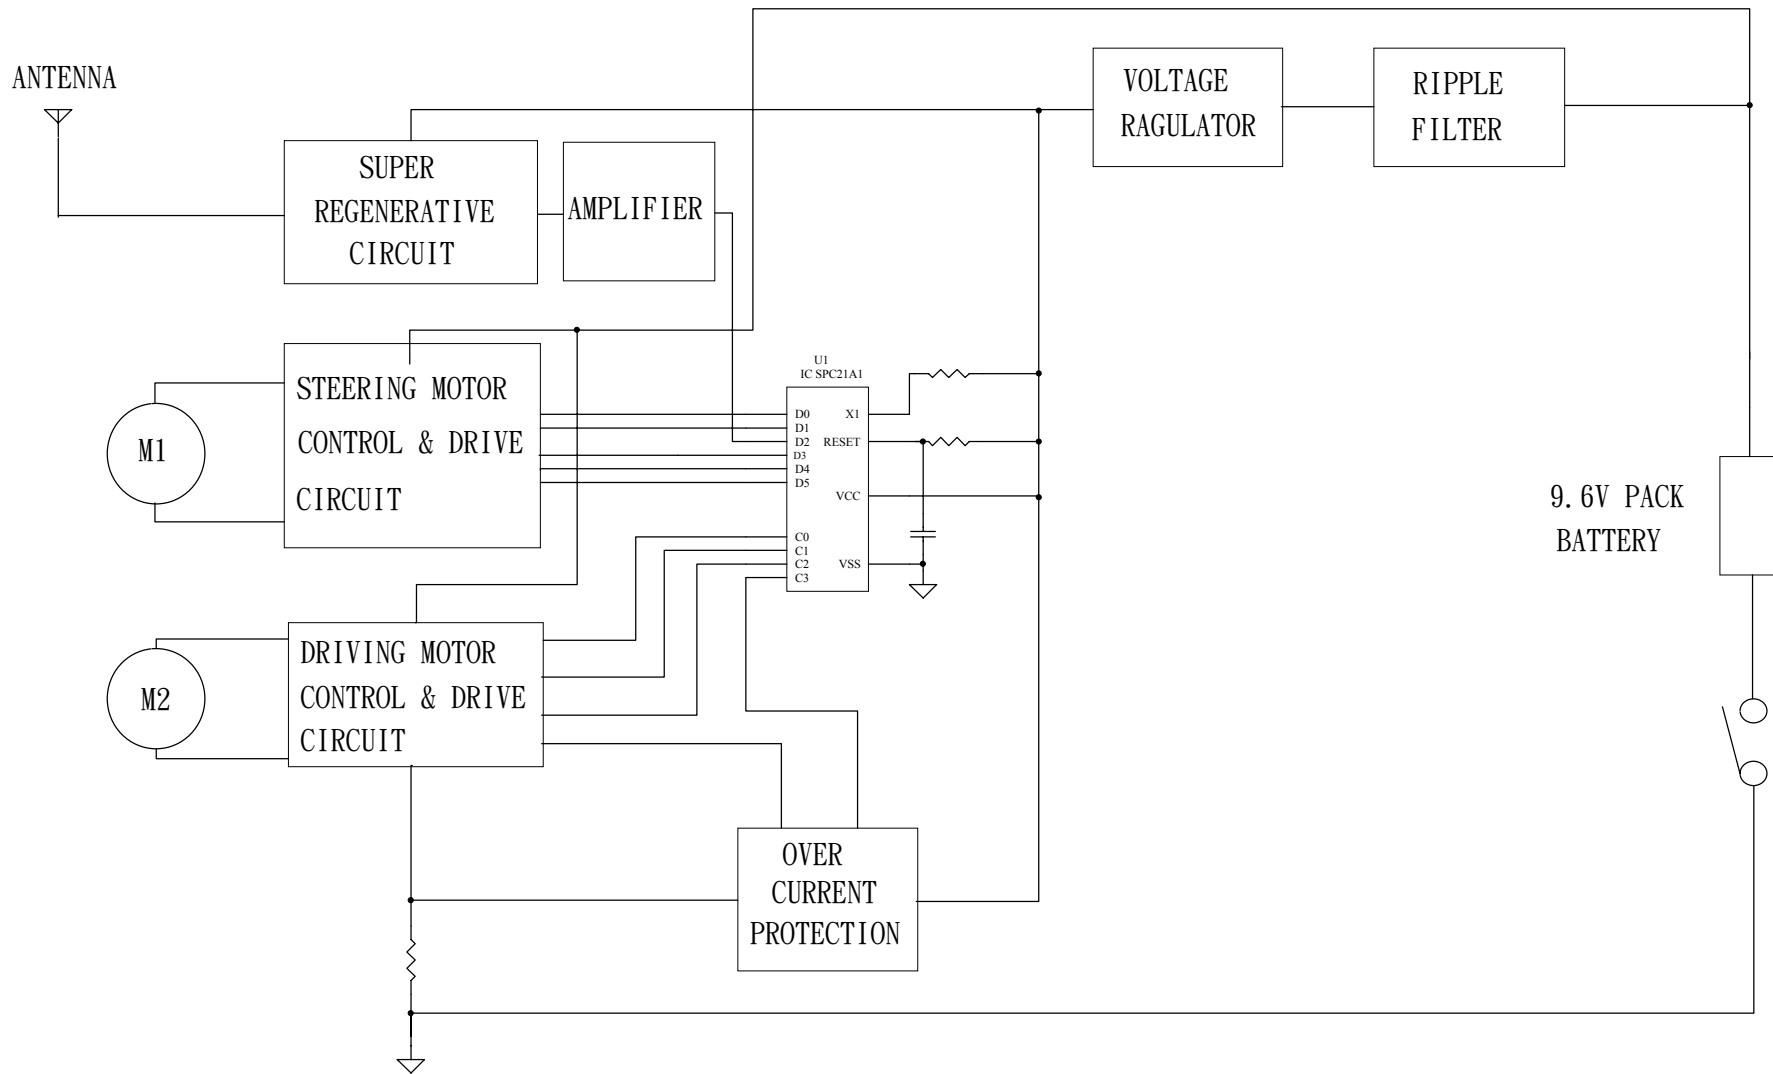 ANTENNA
SUPER
REGENERATIVE
CIRCUIT
AMPLIFIER
VOLTAGE
RAGULATOR
RIPPLE
FILTER
STEERING MOTOR
CONTROL & DRIVE
CIRCUIT
M1
U1
IC SPC21A1
D0
D1
D2
D3
D4
D5
C0
C1
C2
C3
X1
RESET
VCC
VSS
9.6V PACK
BATTERY
DRIVING MOTOR
CONTROL & DRIVE
CIRCUIT
M2
OVER
CURRENT
PROTECTION